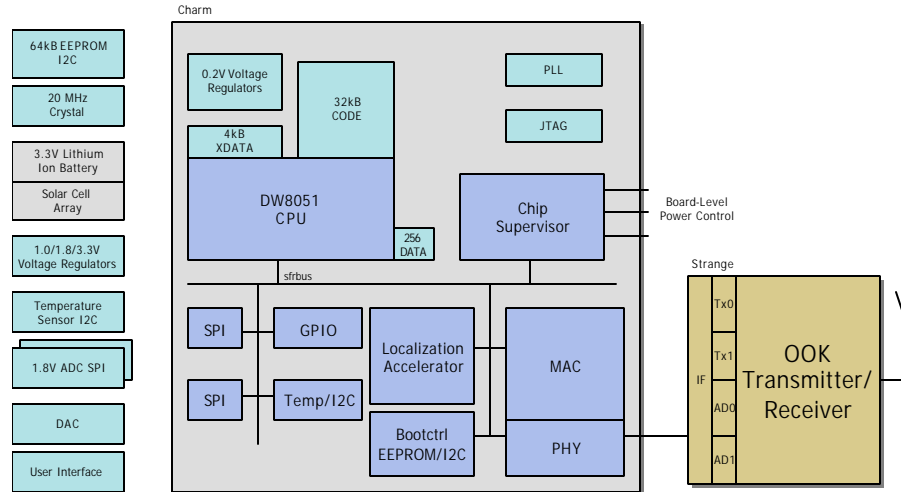 Charm
64kB EEPROM
I2C
20 MHz
Crystal
3.3V Lithium
Ion Battery
Solar Cell
Array
1.0/1.8/3.3V
Voltage Regulators
Temperature
Sensor I2C
1.8V ADC SPI
DAC
User Interface
0.2V Voltage
Regulators
32kB
CODE
4kB
XDATA
DW8051
CPU
256
DATA
sfrbus
PLL
JTAG
Chip
Supervisor
Board-Level
Power Control
SPI
GPIO
SPI
Temp/I2C
Localization
Accelerator
Bootctrl
EEPROM/I2C
MAC
PHY
Strange
IF
Tx0
Tx1
AD0
AD1
OOK
Transmitter/
Receiver